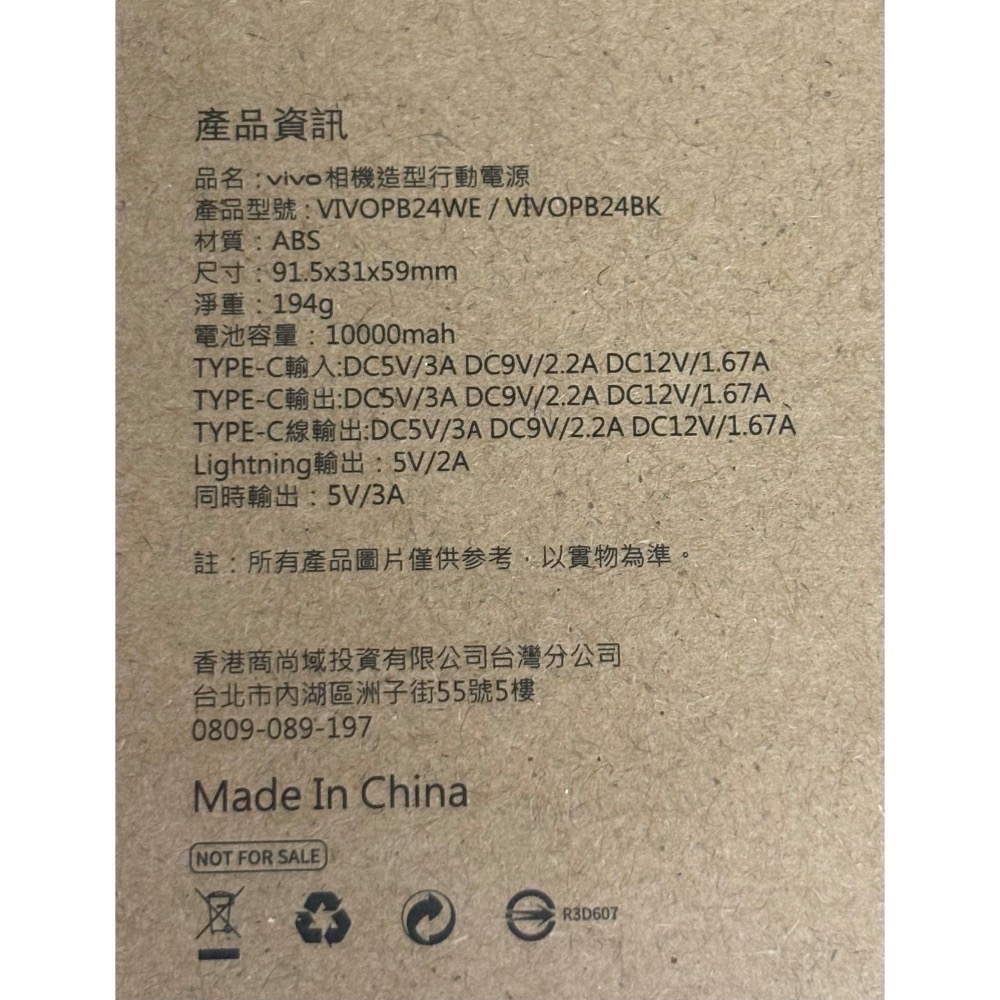 產品資訊
品名：vivo相機造型行動電源
產品型號：VIVOPB24WE / VIVOPB24BK
材質：ABS
尺寸：91.5x31x59mm
淨重：194g
電池容量：10000mah
TYPE-C輸入:DC5V/3A DC9V/2.2A DC12V/1.67A
TYPE-C輸出:DC5V/3A DC9V/2.2A DC12V/1.67A
TYPE-C線輸出:DC5V/3A DC9V/2.2A DC12V/1.67A
Lightning輸出：5V/2A
同時輸出：5V/3A
註：所有產品圖片僅供參考，以實物為準。
香港商尚域投資有限公司台灣分公司
台北市內湖區洲子街55號5樓
0809-089-197
Made In China
NOT FOR SALE
R3D607